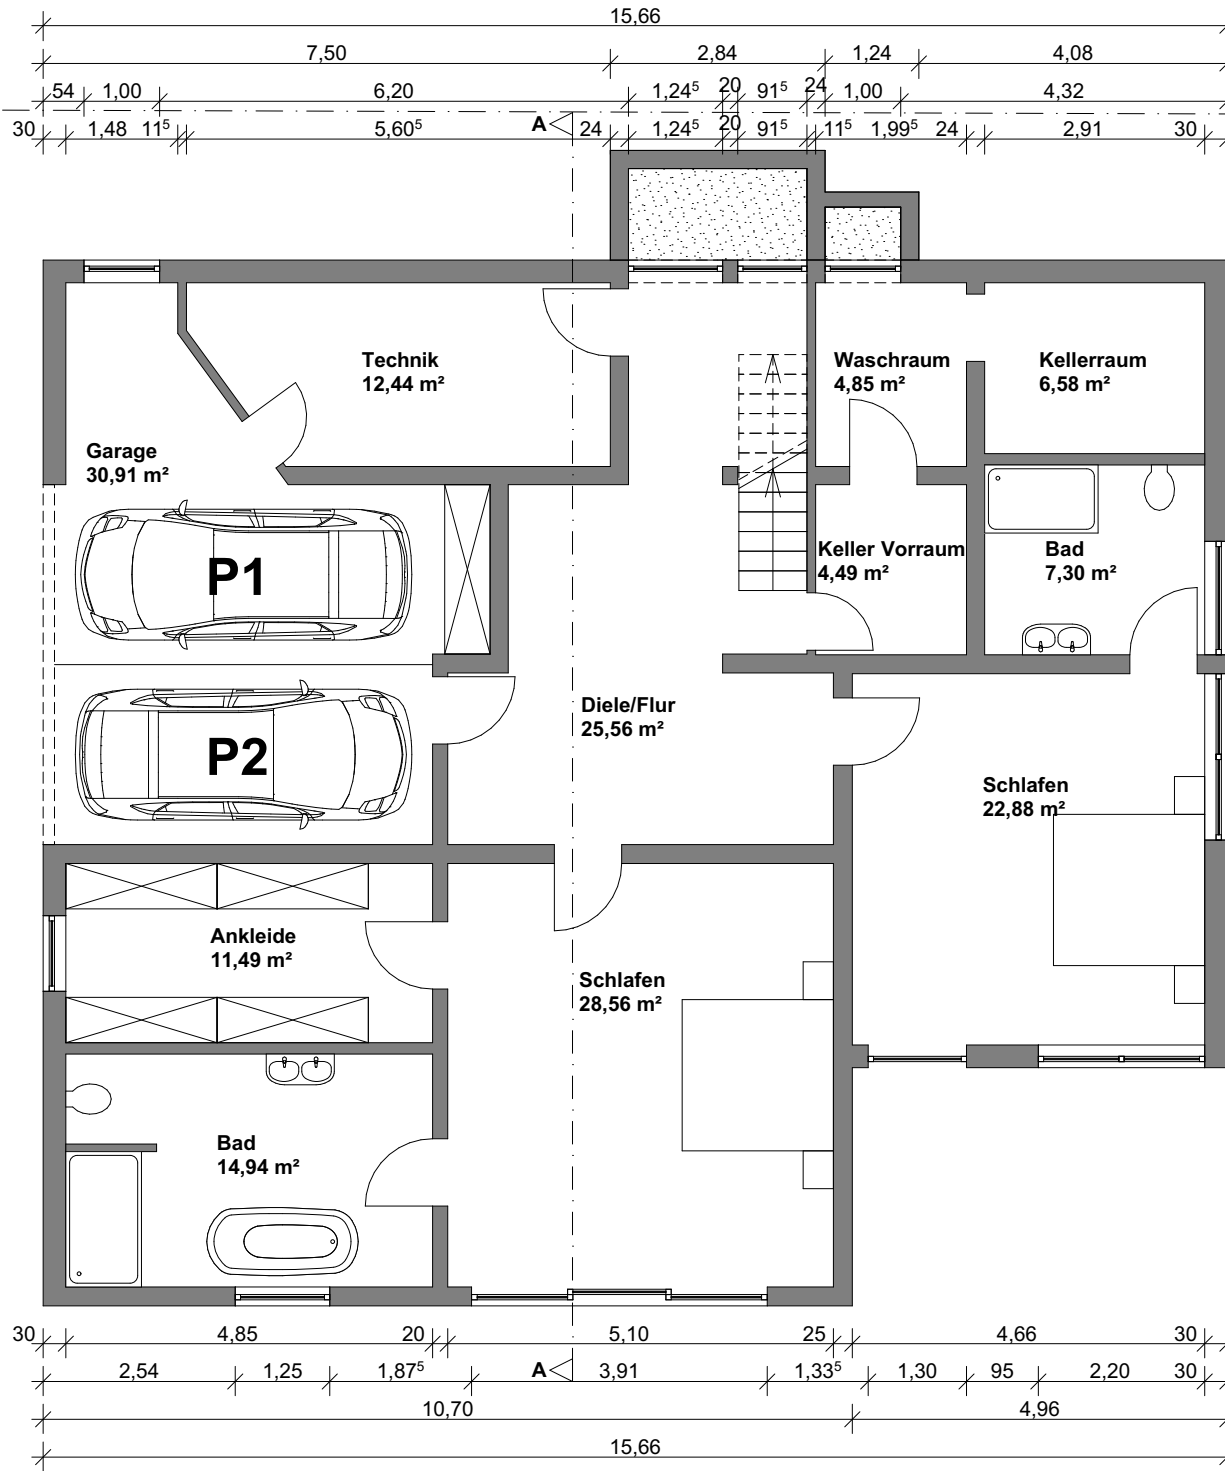 15,66
7,50 2,84 1,24 4,08
54 1,00 6,20 1,24⁵ 20 91⁵ 24 1,00 4,32
30 1,48 11⁵ 5,60⁵ A 24 1,24⁵ 20 91⁵ 11⁵ 1,99⁵ 24 2,91 30
Technik
12,44 m²
Waschraum
4,85 m²
Kellerraum
6,58 m²
Garage
30,91 m²
P1
Keller Vorraum
4,49 m²
Bad
7,30 m²
P2
Diele/Flur
25,56 m²
Schlafen
22,88 m²
Ankleide
11,49 m²
Schlafen
28,56 m²
Bad
14,94 m²
30 4,85 20 5,10 25 4,66 30
2,54 1,25 1,87⁵ A 3,91 1,33⁵ 1,30 95 2,20 30
10,70 4,96
15,66